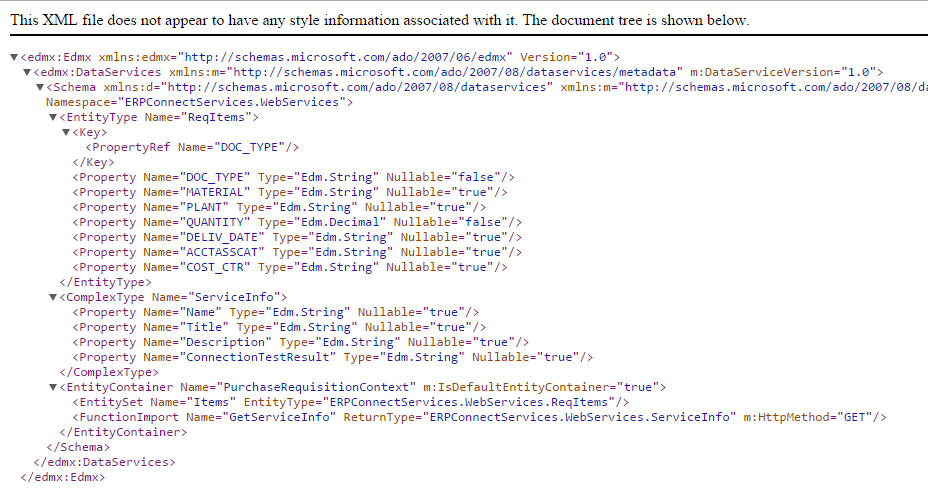 This XML file does not appear to have any style information associated with it. The document tree is shown below.
▼<edmx:Edmx xmlns:edmx="http://schemas.microsoft.com/ado/2007/06/edmx" Version="1.0">
▼<edmx:DataServices xmlns:m="http://schemas.microsoft.com/ado/2007/08/dataservices/metadata" m:DataServiceVersion="1.0">
▼<Schema xmlns:d="http://schemas.microsoft.com/ado/2007/08/dataservices" xmlns:m="http://schemas.microsoft.com/ado/2007/08/da
Namespace="ERPConnectServices.WebServices">
▼<EntityType Name="ReqItems">
▼<Key>
<PropertyRef Name="DOC_TYPE"/>
</Key>
<Property Name="DOC_TYPE" Type="Edm.String" Nullable="false"/>
<Property Name="MATERIAL" Type="Edm.String" Nullable="true"/>
<Property Name="PLANT" Type="Edm.String" Nullable="true"/>
<Property Name="QUANTITY" Type="Edm.Decimal" Nullable="false"/>
<Property Name="DELIV_DATE" Type="Edm.String" Nullable="true"/>
<Property Name="ACCTASSCAT" Type="Edm.String" Nullable="true"/>
<Property Name="COST_CTR" Type="Edm.String" Nullable="true"/>
</EntityType>
▼<ComplexType Name="ServiceInfo">
<Property Name="Name" Type="Edm.String" Nullable="true"/>
<Property Name="Title" Type="Edm.String" Nullable="true"/>
<Property Name="Description" Type="Edm.String" Nullable="true"/>
<Property Name="ConnectionTestResult" Type="Edm.String" Nullable="true"/>
</ComplexType>
▼<EntityContainer Name="PurchaseRequisitionContext" m:IsDefaultEntityContainer="true">
<EntitySet Name="Items" EntityType="ERPConnectServices.WebServices.ReqItems"/>
<FunctionImport Name="GetServiceInfo" ReturnType="ERPConnectServices.WebServices.ServiceInfo" m:HttpMethod="GET"/>
</EntityContainer>
</Schema>
</edmx:DataServices>
</edmx:Edmx>